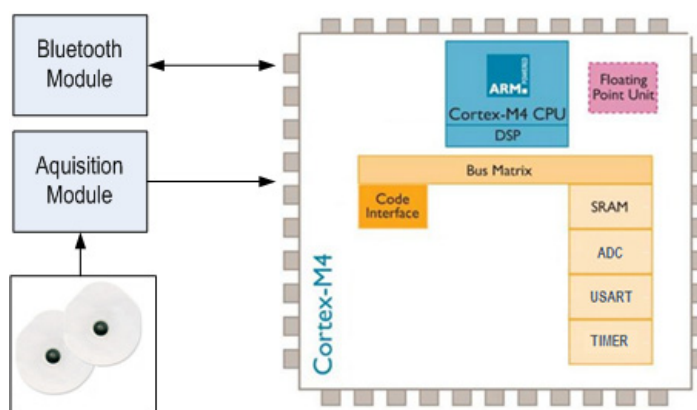 Bluetooth
Module
Aquisition
Module
ARM
POWERED
Cortex-M4 CPU
DSP
Floating
Point Unit
Bus Matrix
Code
Interface
SRAM
ADC
USART
TIMER
Cortex-M4